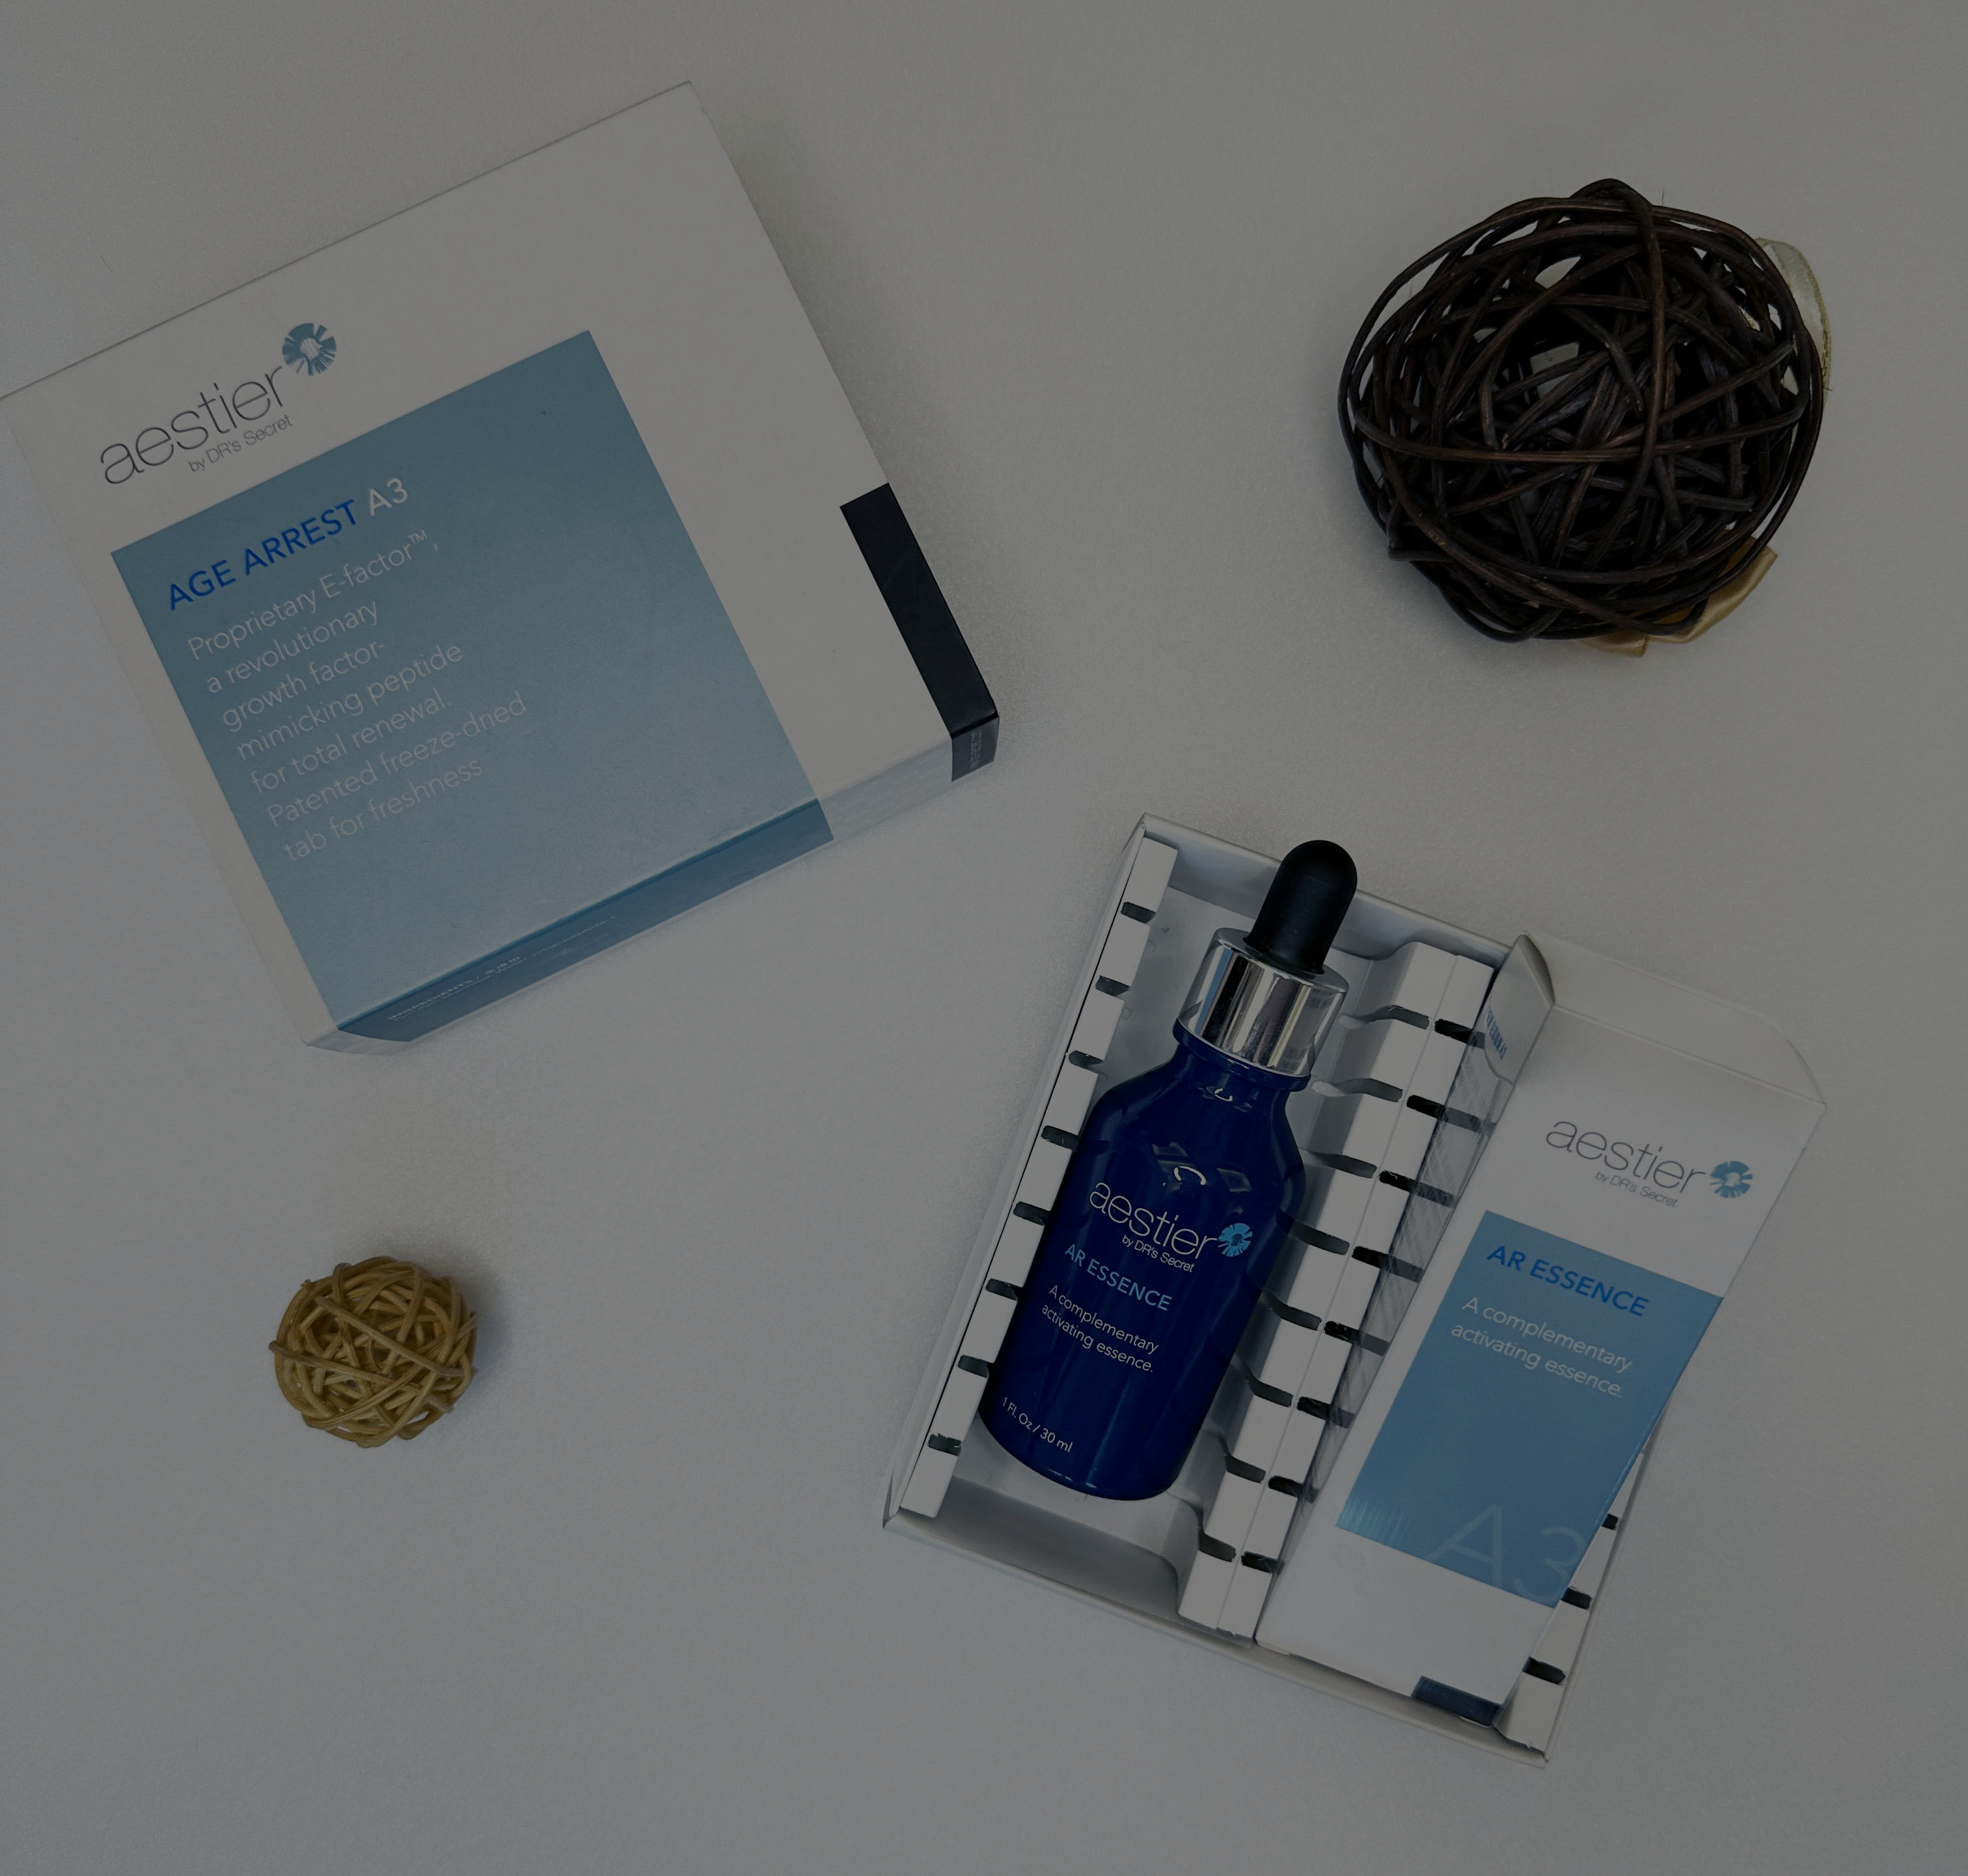 aestier
by DR's Secret
AGE ARREST A3
Proprietary E-factor™,
a revolutionary
growth factor-
mimicking peptide
for total renewal.
Patented freeze-dried
tab for freshness.
aestier
by DR's Secret
AR ESSENCE
A complementary
activating essence.
1 Fl. Oz / 30 ml
aestier
by DR's Secret
AR ESSENCE
A complementary
activating essence.
A3